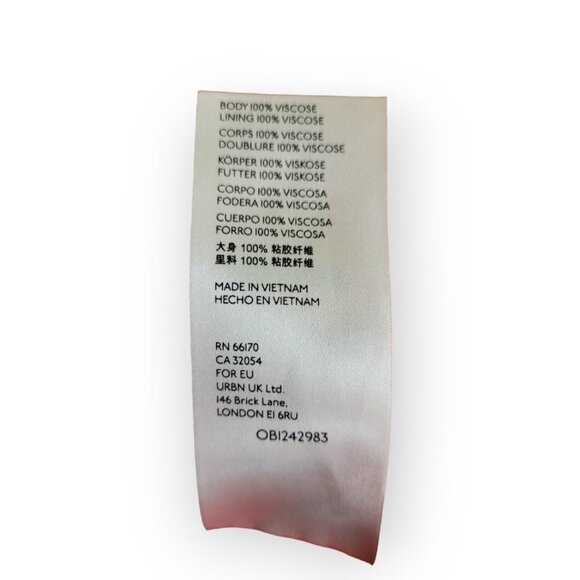 BODY 100% VISCOSE
LINING 100% VISCOSE
CORPS 100% VISCOSE
DOUBLURE 100% VISCOSE
KÖRPER 100% VISKOSE
FUTTER 100% VISKOSE
CORPO 100% VISCOSA
FODERA 100% VISCOSA
CUERPO 100% VISCOSA
FORRO 100% VISCOSA
大身 100% 粘胶纤维
里料 100% 粘胶纤维
MADE IN VIETNAM
HECHO EN VIETNAM
RN 66170
CA 32054
FOR EU
URBN UK Ltd.
146 Brick Lane,
LONDON E1 6RU
OB1242983